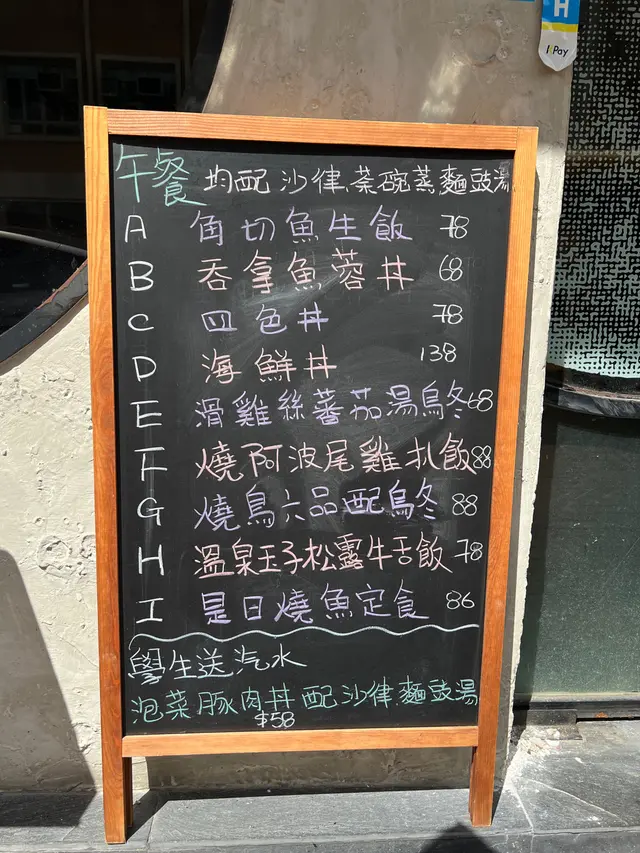 H
Pay
午餐 均配 沙律、茶碗蒸、麵豉湯
A 角切魚生飯 78
B 吞拿魚蓉丼 68
C 四色丼 78
D 海鮮丼 138
E 滑雞絲蕃茄湯烏冬 68
F 燒阿波尾雞扒飯 88
G 燒鳥六品配烏冬 88
H 溫泉玉子松露牛舌飯 78
I 是日燒魚定食 86
學生送汽水
泡菜豚肉丼 配沙律.麵豉湯
$58